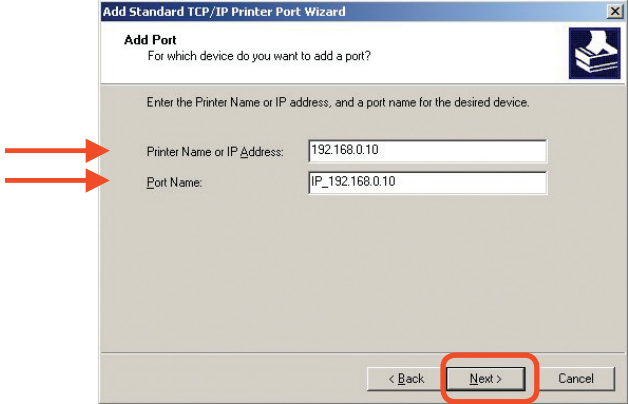 Add Standard TCP/IP Printer Port Wizard
Add Port
For which device do you want to add a port?
Enter the Printer Name or IP address, and a port name for the desired device.
Printer Name or IP Address: 192.168.0.10
Port Name: IP_192.168.0.10
< Back Next > Cancel